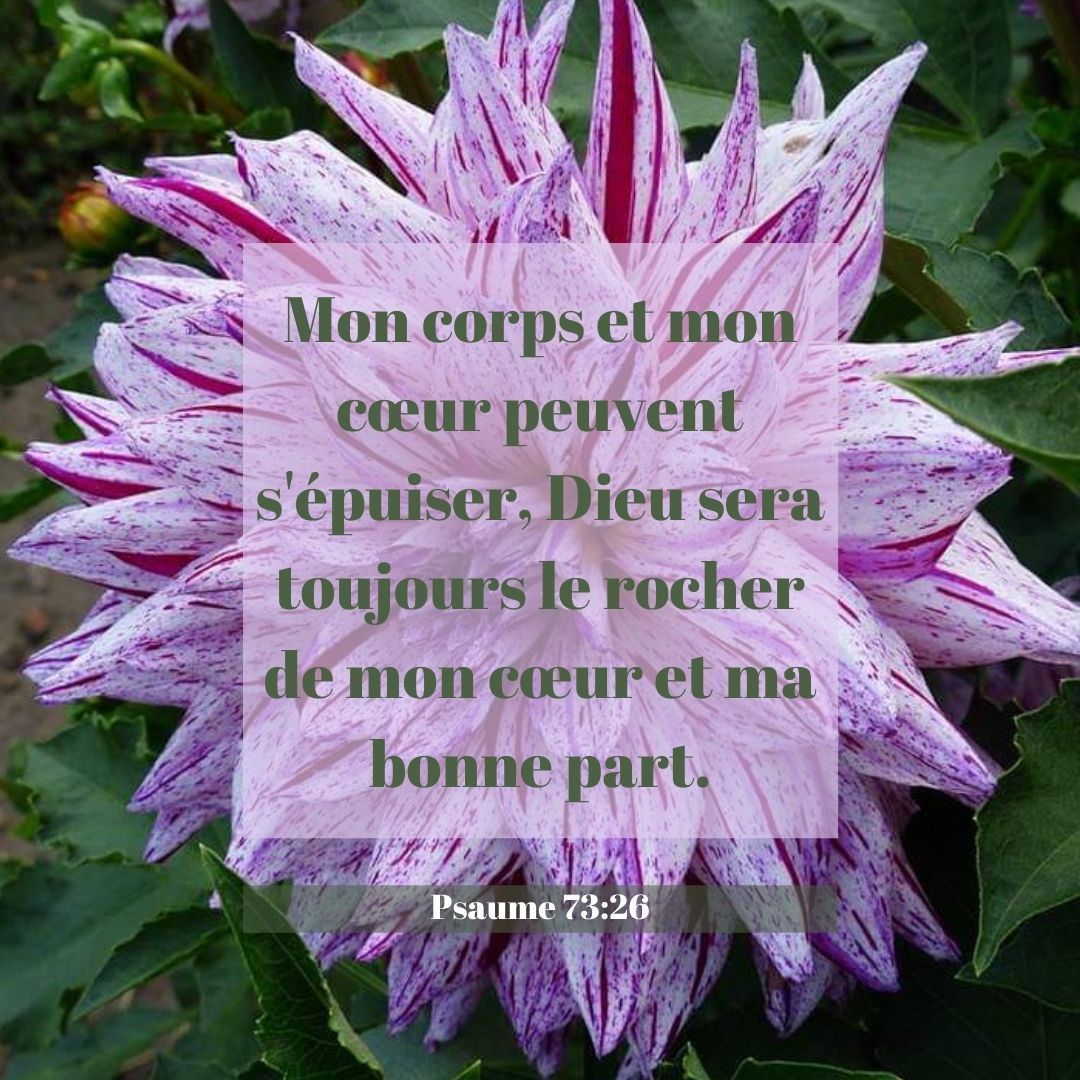 Mon corps et mon
cœur peuvent
s'épuiser, Dieu sera
toujours le rocher
de mon cœur et ma
bonne part.
Psaume 73:26